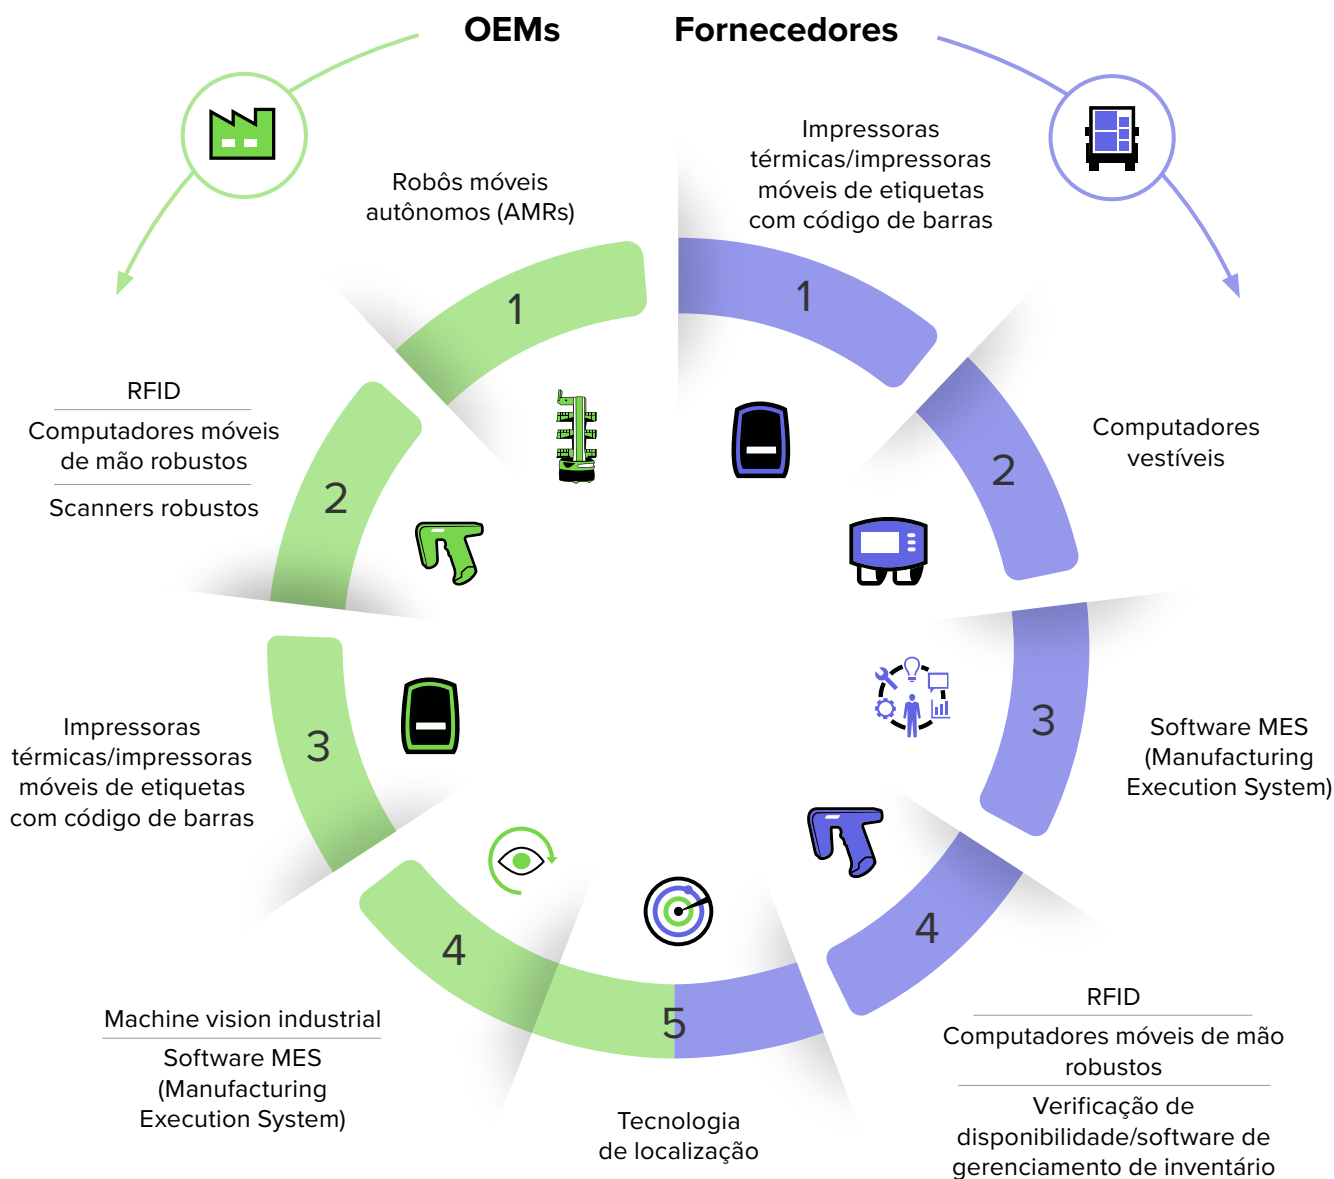 OEMs
Fornecedores
Robôs móveis
autônomos (AMRs)
1
RFID
Computadores móveis
de mão robustos
Scanners robustos
2
Impressoras
térmicas/impressoras
móveis de etiquetas
com código de barras
3
Machine vision industrial
Software MES
(Manufacturing
Execution System)
4
Impressoras
térmicas/impressoras
móveis de etiquetas
com código de barras
1
Computadores
vestíveis
2
Software MES
(Manufacturing
Execution System)
3
RFID
Computadores móveis de mão
robustos
Verificação de
disponibilidade/software de
gerenciamento de inventário
4
5
Tecnologia
de localização